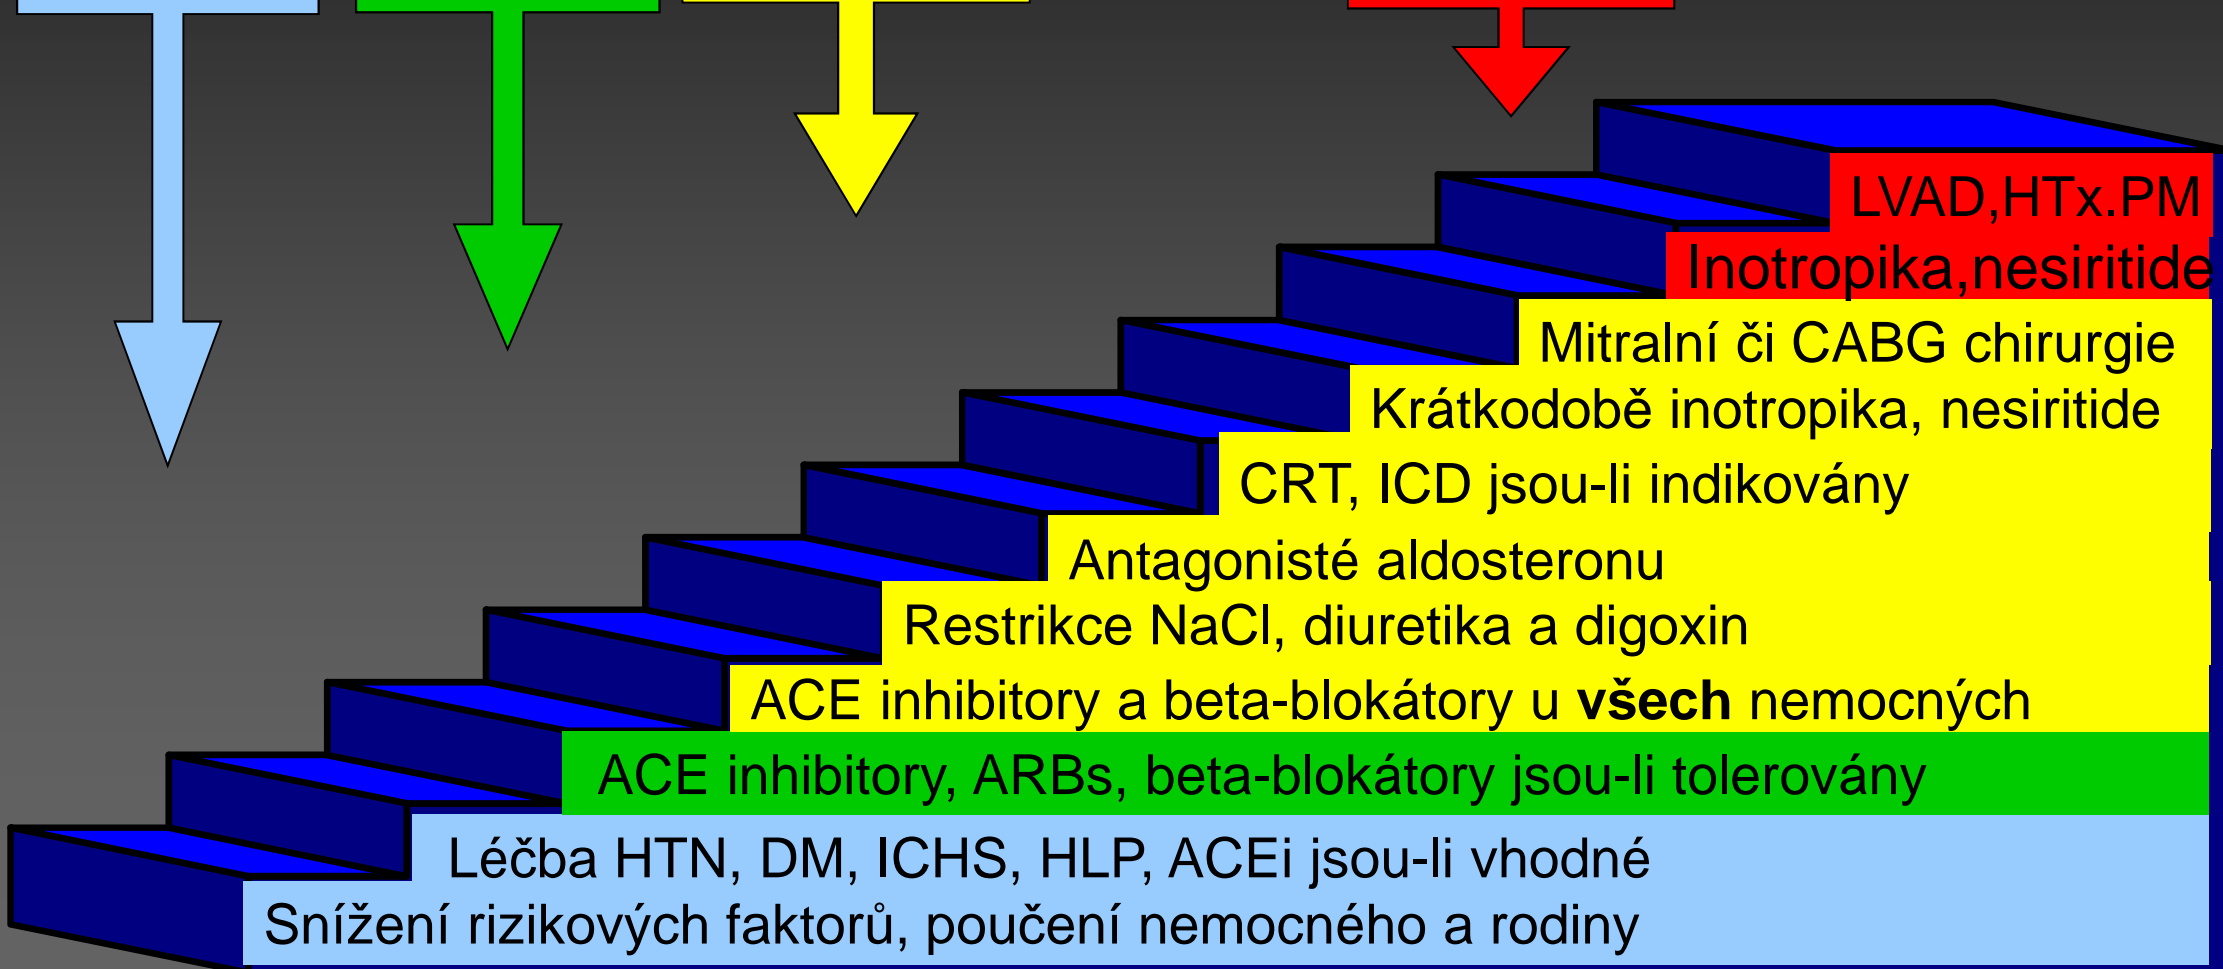 LVAD,HTx.PM
Inotropika,nesiritide
Mitralní či CABG chirurgie
Krátkodobě inotropika, nesiritide
CRT, ICD jsou-li indikovány
Antagonisté aldosteronu
Restrikce NaCl, diuretika a digoxin
ACE inhibitory a beta-blokátory u všech nemocných
ACE inhibitory, ARBs, beta-blokátory jsou-li tolerovány
Léčba HTN, DM, ICHS, HLP, ACEi jsou-li vhodné
Snížení rizikových faktorů, poučení nemocného a rodiny